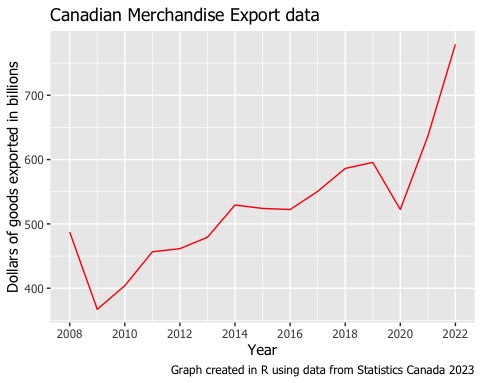 Canadian Merchandise Export data
Dollars of goods exported in billions
700
600
500
400
2008 2010 2012 2014 2016 2018 2020 2022
Year
Graph created in R using data from Statistics Canada 2023